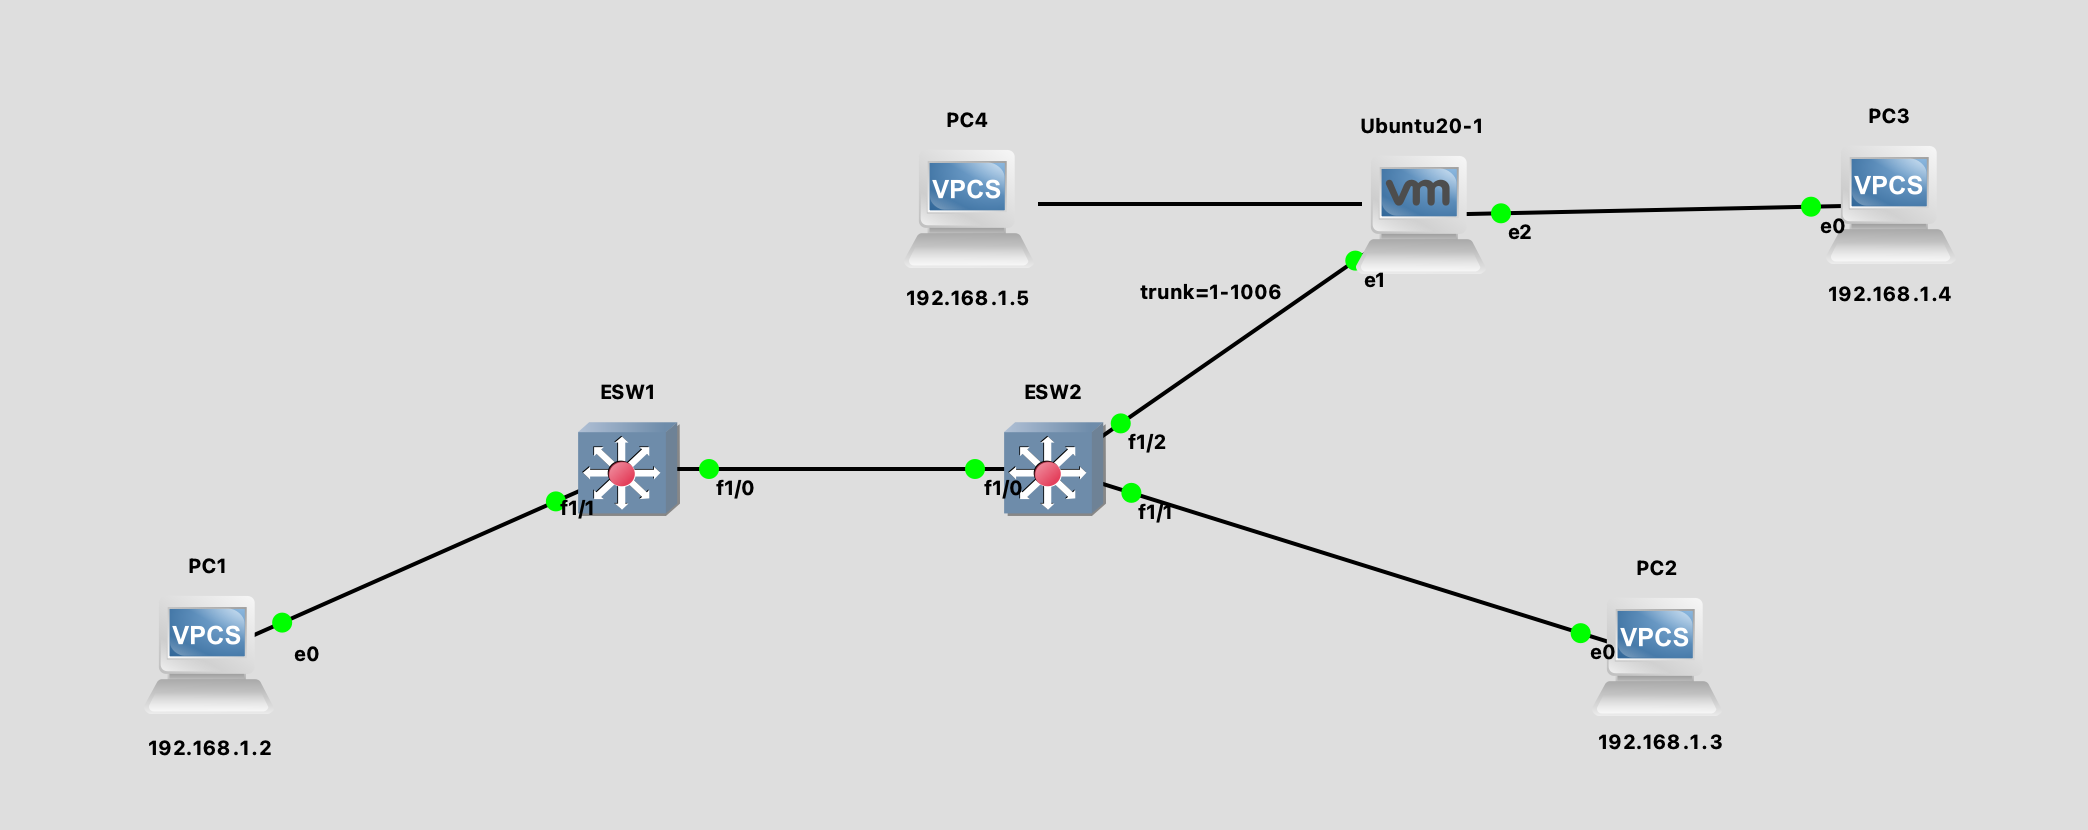 PC4
Ubuntu20-1
PC3
VPCS
vm
VPCS
e2
e0
e1
192.168.1.5
trunk=1-1006
192.168.1.4
ESW1
ESW2
f1/2
f1/0
f1/0
f1/1
f1/1
PC1
PC2
VPCS
VPCS
e0
e0
192.168.1.2
192.168.1.3